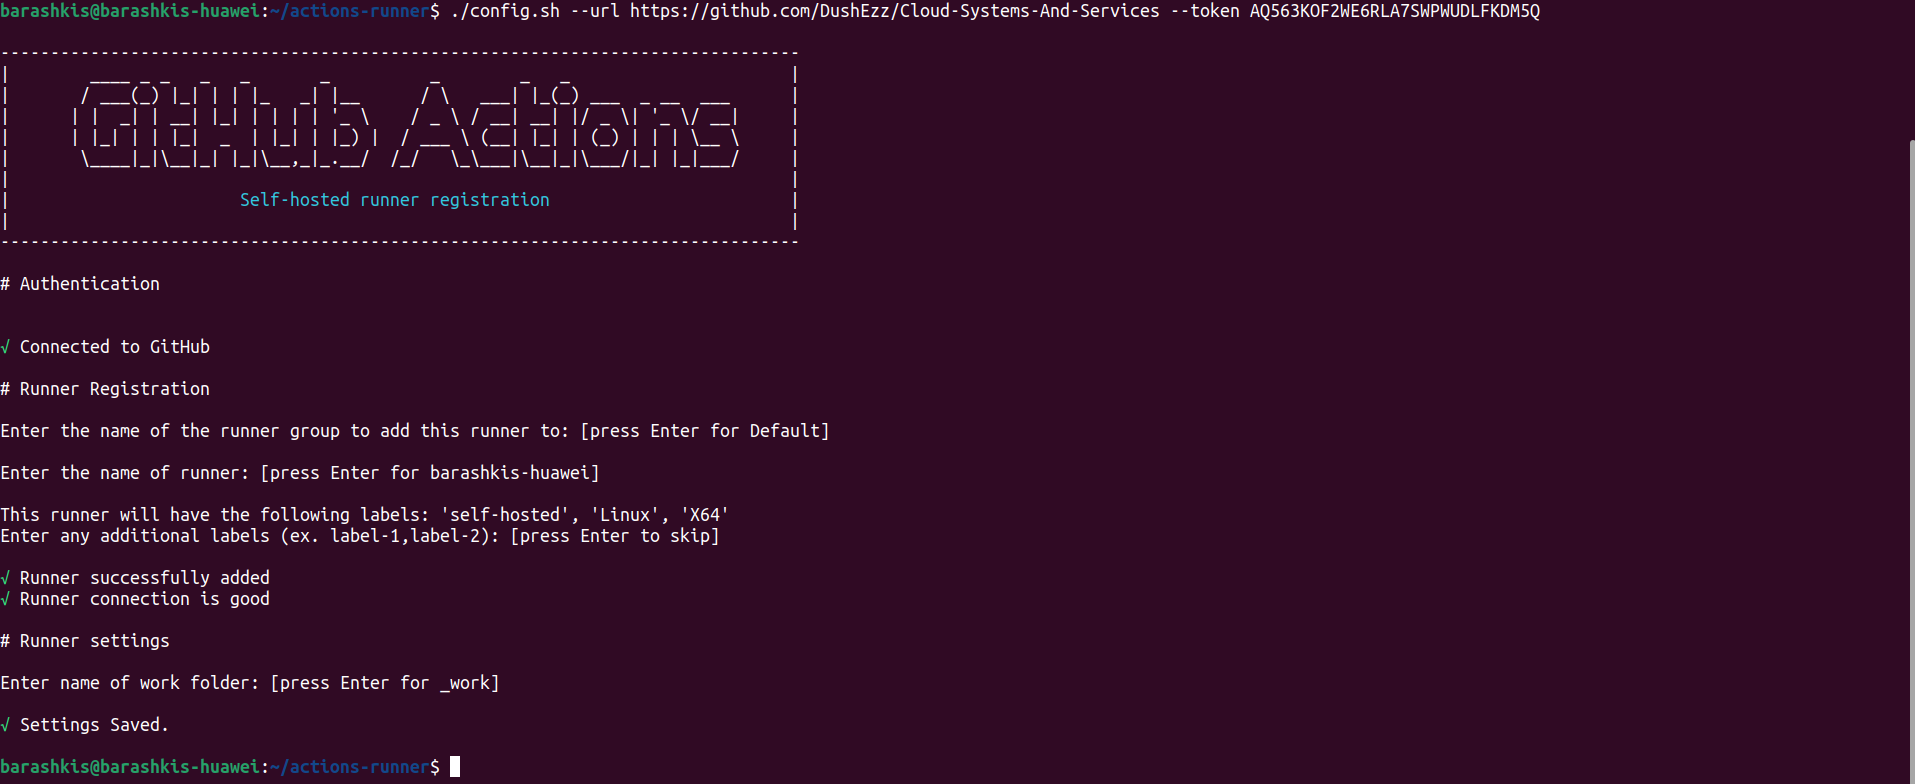 barashkis@barashkis-huawei:~/actions-runner$ ./config.sh --url https://github.com/DushEzz/Cloud-Systems-And-Services --token AQ563KOF2WE6RLA7SWPWUDLFKDM5Q
GitHub Actions
Self-hosted runner registration
# Authentication
√ Connected to GitHub
# Runner Registration
Enter the name of the runner group to add this runner to: [press Enter for Default]
Enter the name of runner: [press Enter for barashkis-huawei]
This runner will have the following labels: 'self-hosted', 'Linux', 'X64'
Enter any additional labels (ex. label-1,label-2): [press Enter to skip]
√ Runner successfully added
√ Runner connection is good
# Runner settings
Enter name of work folder: [press Enter for _work]
√ Settings Saved.
barashkis@barashkis-huawei:~/actions-runner$